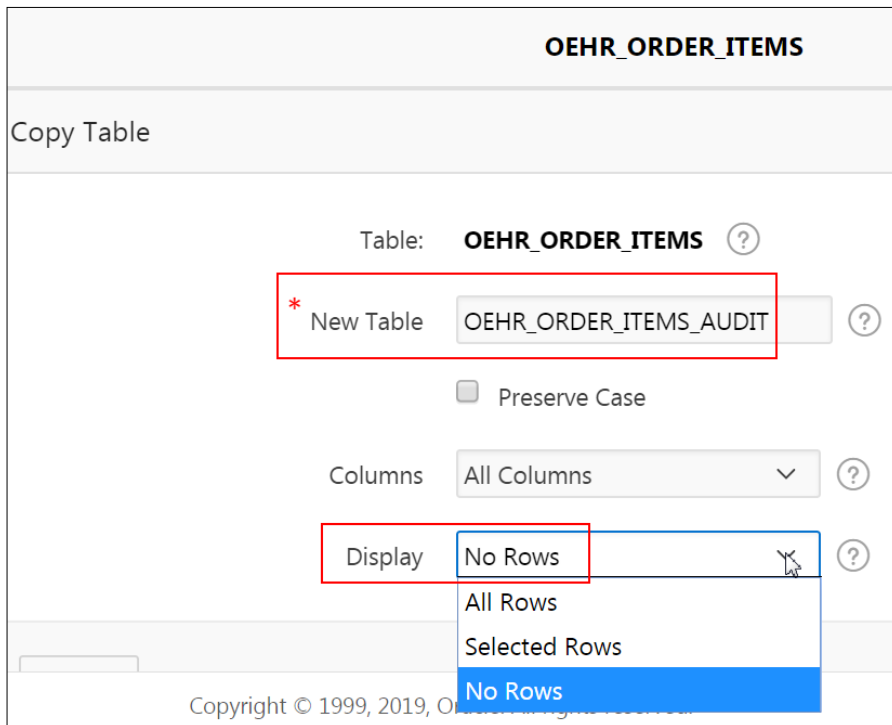 OEHR_ORDER_ITEMS
Copy Table
Table: OEHR_ORDER_ITEMS ?
* New Table OEHR_ORDER_ITEMS_AUDIT ?
Preserve Case
Columns All Columns ?
Display No Rows ?
All Rows
Selected Rows
No Rows
Copyright © 1999, 2019,